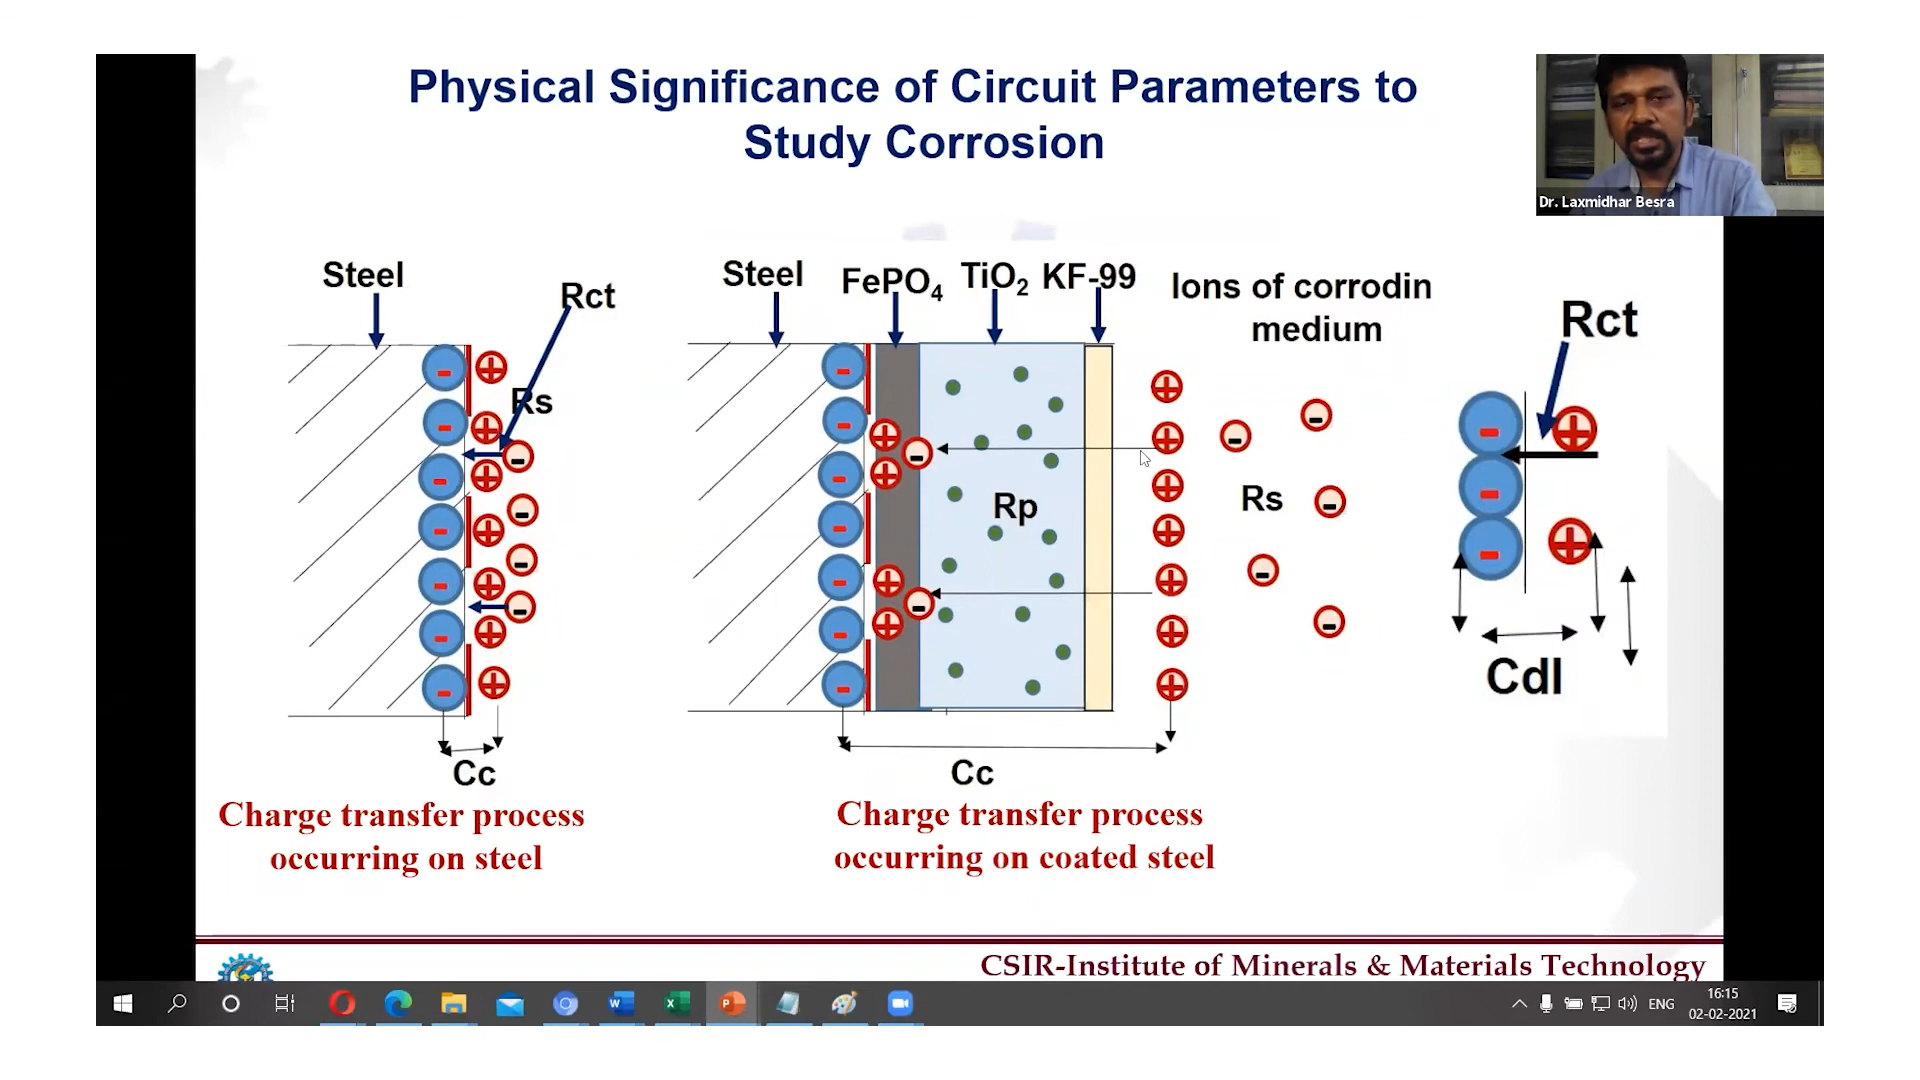 Physical Significance of Circuit Parameters to
Study Corrosion
Dr. Laxmidhar Besra
Steel
Rct
Rs
Cc
Charge transfer process
occurring on steel
Steel
FePO4
TiO2
KF-99
Ions of corrodin
medium
Rp
Rs
Cc
Charge transfer process
occurring on coated steel
Rct
Cdl
CSIR-Institute of Minerals & Materials Technology
ENG
16:15
02-02-2021